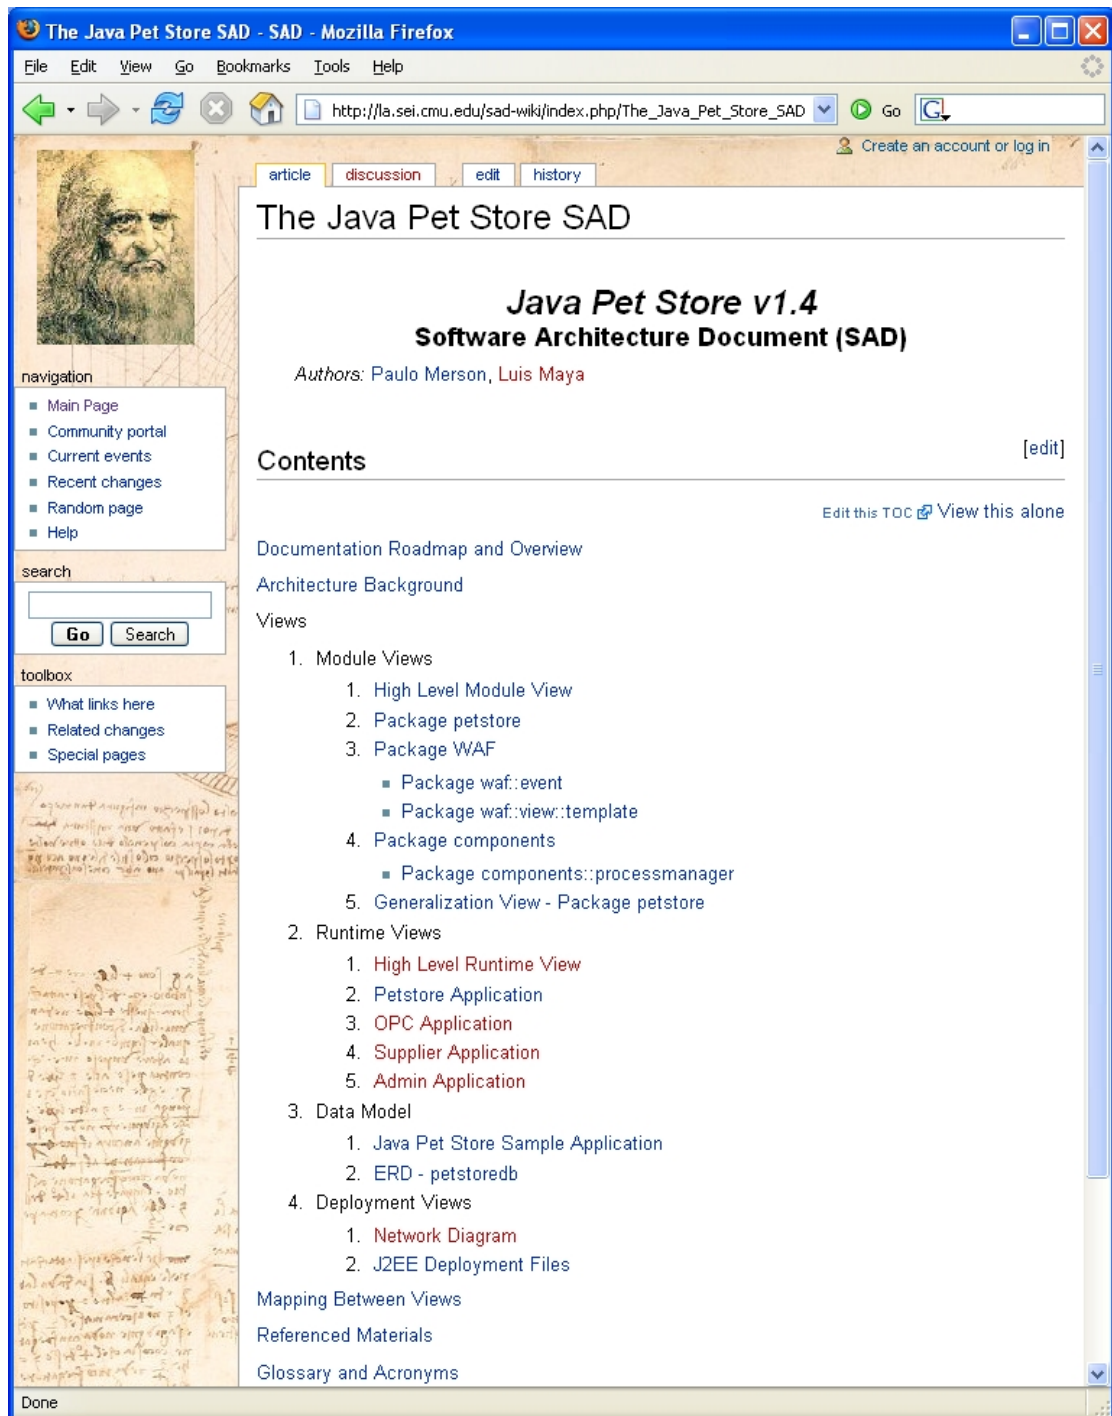 The Java Pet Store SAD - SAD - Mozilla Firefox
File Edit View Go Bookmarks Tools Help
http://la.sei.cmu.edu/sad-wiki/index.php/The_Java_Pet_Store_SAD Go G
Create an account or log in
article discussion edit history
The Java Pet Store SAD
Java Pet Store v1.4
Software Architecture Document (SAD)
Authors: Paulo Merson, Luis Maya
navigation
Main Page
Community portal
Current events
Recent changes
Random page
Help
search
Go Search
toolbox
What links here
Related changes
Special pages
Contents [edit]
Edit this TOC View this alone
Documentation Roadmap and Overview
Architecture Background
Views
1. Module Views
1. High Level Module View
2. Package petstore
3. Package WAF
Package waf::event
Package waf::view::template
4. Package components
Package components::processmanager
5. Generalization View - Package petstore
2. Runtime Views
1. High Level Runtime View
2. Petstore Application
3. OPC Application
4. Supplier Application
5. Admin Application
3. Data Model
1. Java Pet Store Sample Application
2. ERD - petstoredb
4. Deployment Views
1. Network Diagram
2. J2EE Deployment Files
Mapping Between Views
Referenced Materials
Glossary and Acronyms
Done